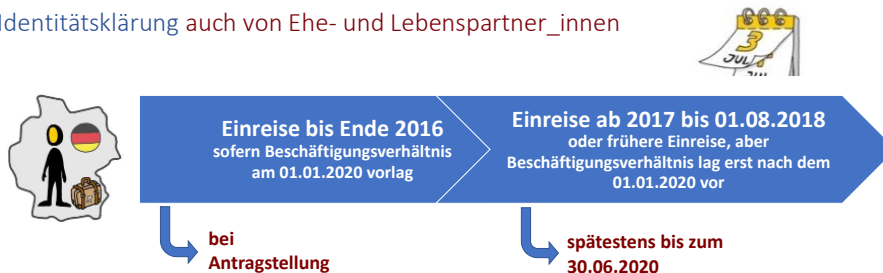 Identitätsklärung auch von Ehe- und Lebenspartner_innen
3
JUL
Einreise bis Ende 2016
sofern Beschäftigungsverhältnis
am 01.01.2020 vorlag
Einreise ab 2017 bis 01.08.2018
oder frühere Einreise, aber
Beschäftigungsverhältnis lag erst nach dem
01.01.2020 vor
bei
Antragstellung
spätestens bis zum
30.06.2020